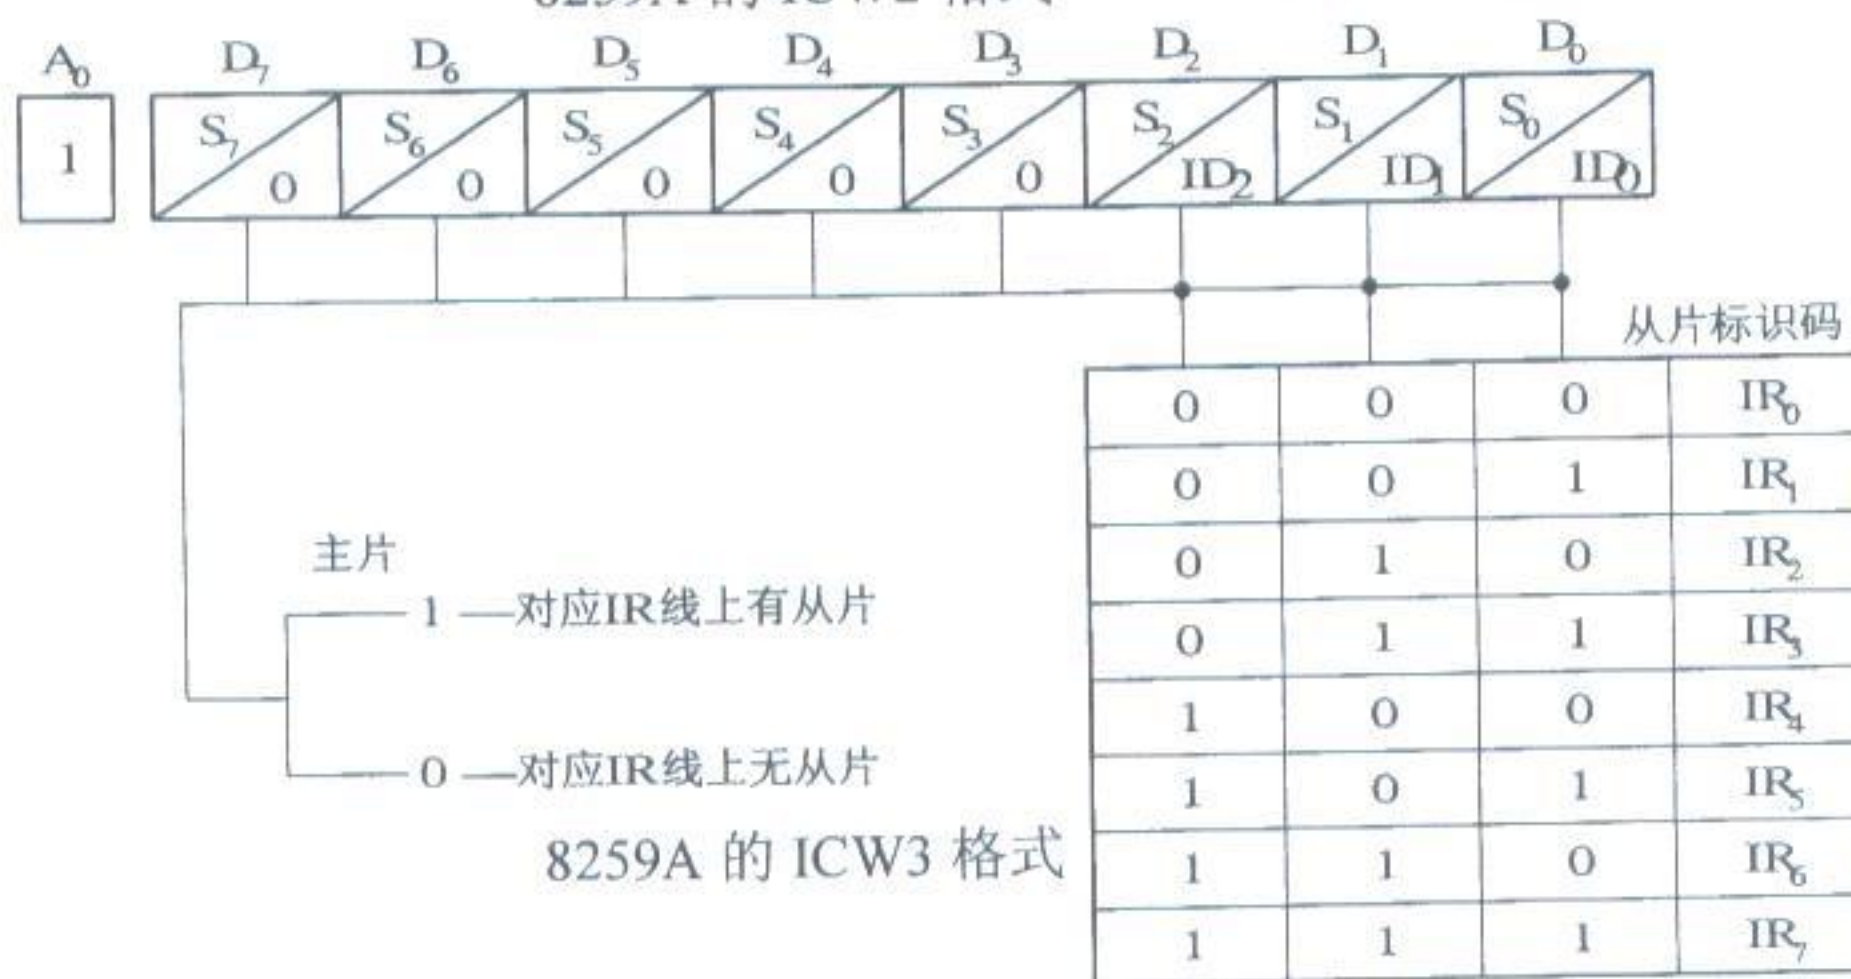 A₀ D₇ D₆ D₅ D₄ D₃ D₂ D₁ D₀
1 S₇ 0 S₆ 0 S₅ 0 S₄ 0 S₃ 0 S₂ ID₂ S₁ ID₁ S₀ ID₀
从片标识码
0 0 0 IR₀
0 0 1 IR₁
0 1 0 IR₂
0 1 1 IR₃
1 0 0 IR₄
1 0 1 IR₅
1 1 0 IR₆
1 1 1 IR₇
主片
1 —对应IR线上有从片
0 —对应IR线上无从片
8259A 的 ICW3 格式